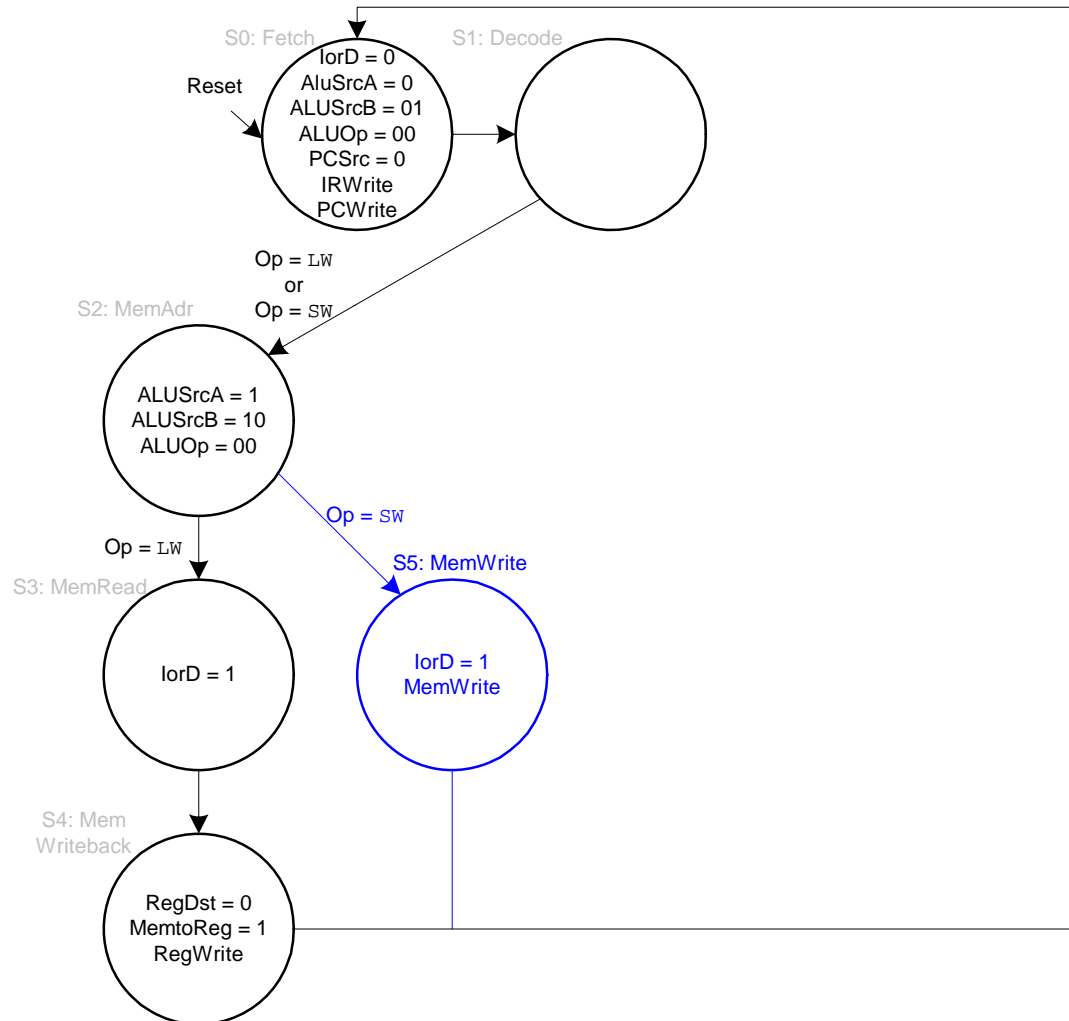 S0: Fetch
S1: Decode
Reset
IorD = 0
AluSrcA = 0
ALUSrcB = 01
ALUOp = 00
PCSrc = 0
IRWrite
PCWrite
Op = LW
or
Op = SW
S2: MemAdr
ALUSrcA = 1
ALUSrcB = 10
ALUOp = 00
Op = SW
Op = LW
S5: MemWrite
S3: MemRead
IorD = 1
IorD = 1
MemWrite
S4: Mem
Writeback
RegDst = 0
MemtoReg = 1
RegWrite